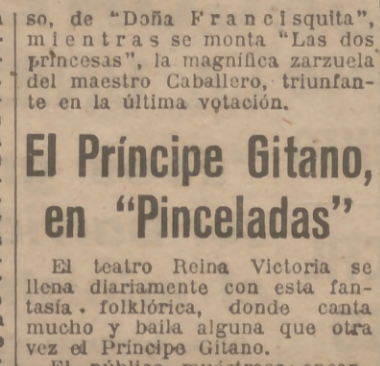 so, de "Doña Francisquita",
mientras se monta "Las dos
princesas", la magnífica zarzuela
del maestro Caballero, triunfan-
te en la última votación.
El Príncipe Gitano,
en "Pinceladas"
El teatro Reina Victoria se
llena diariamente con esta fan-
tasía folklórica, donde canta
mucho y baila alguna que otra
vez el Príncipe Gitano.
El público